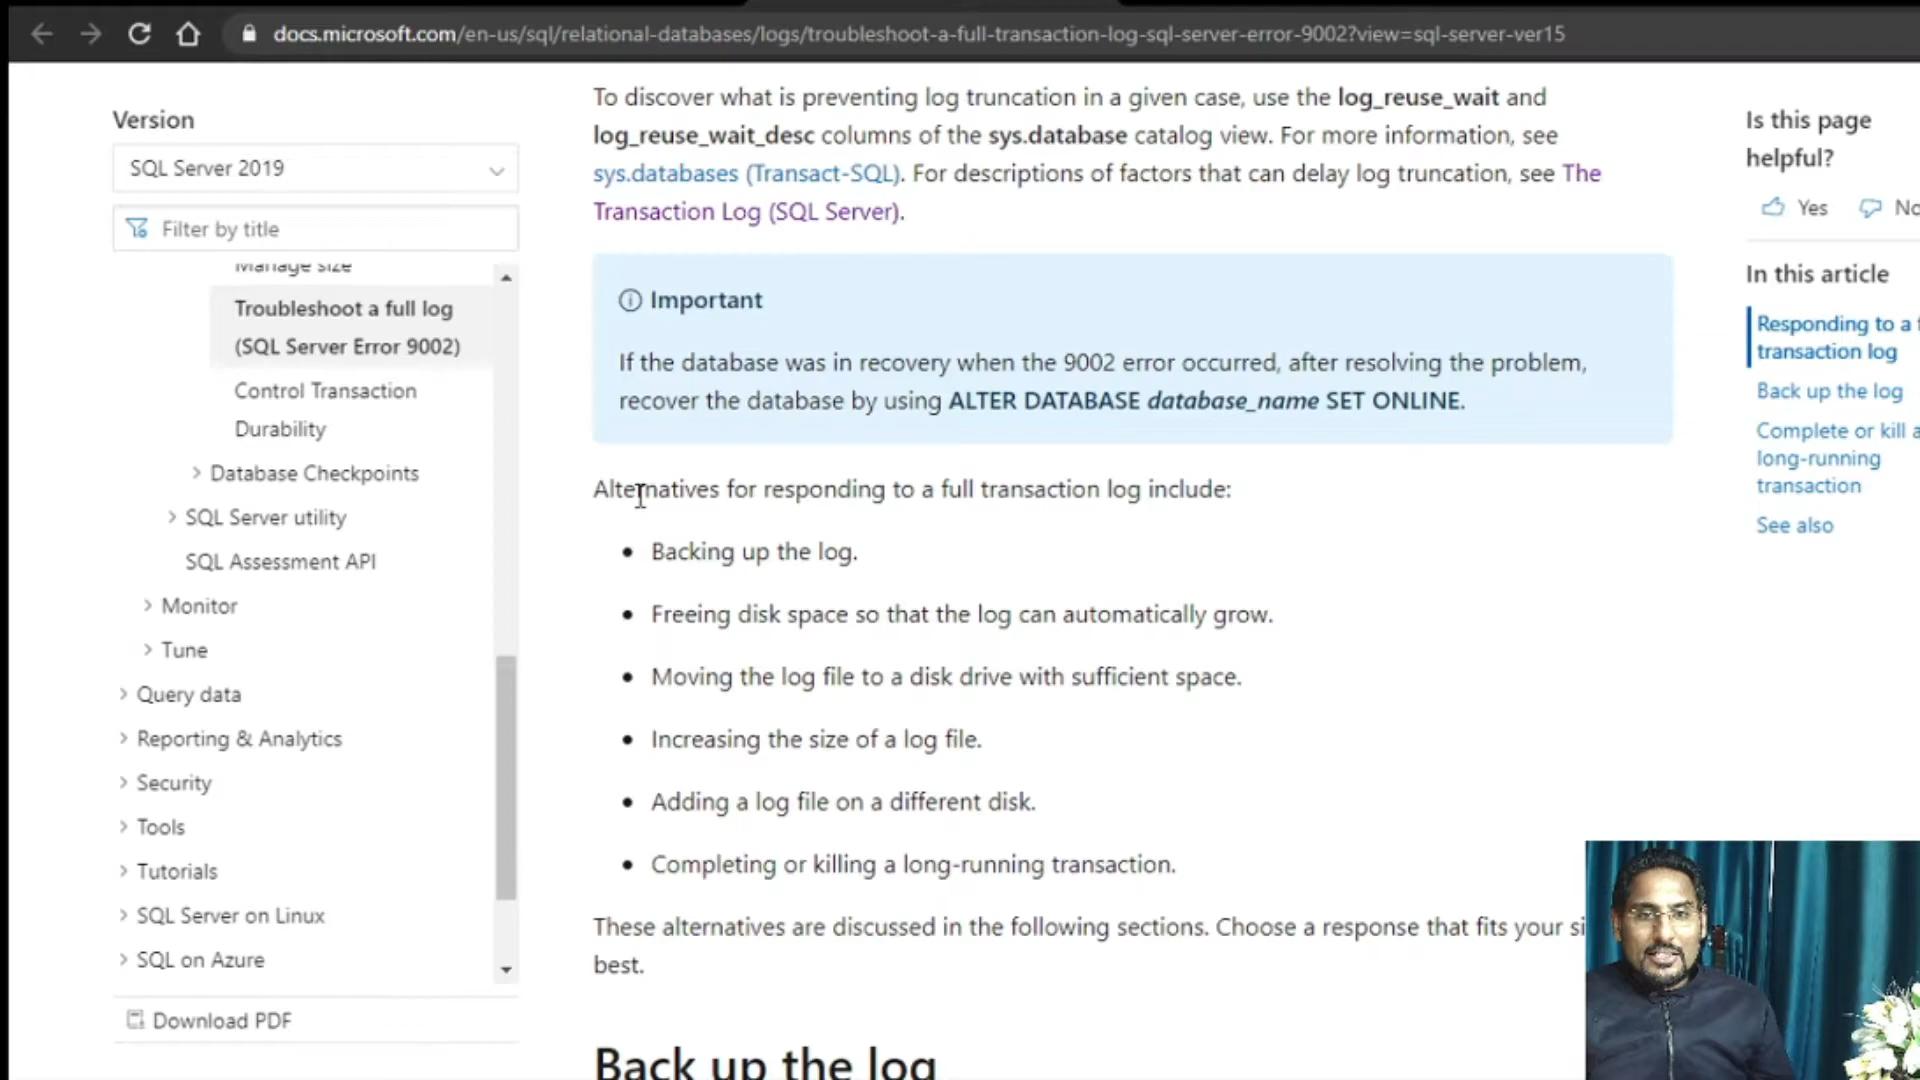 docs.microsoft.com/en-us/sql/relational-databases/logs/troubleshoot-a-full-transaction-log-sql-server-error-9002?view=sql-server-ver15
Version
SQL Server 2019
Filter by title
Manage size
Troubleshoot a full log
(SQL Server Error 9002)
Control Transaction
Durability
Database Checkpoints
SQL Server utility
SQL Assessment API
Monitor
Tune
Query data
Reporting & Analytics
Security
Tools
Tutorials
SQL Server on Linux
SQL on Azure
Download PDF
To discover what is preventing log truncation in a given case, use the log_reuse_wait and
log_reuse_wait_desc columns of the sys.database catalog view. For more information, see
sys.databases (Transact-SQL). For descriptions of factors that can delay log truncation, see The
Transaction Log (SQL Server).
Important
If the database was in recovery when the 9002 error occurred, after resolving the problem,
recover the database by using ALTER DATABASE database_name SET ONLINE.
Alternatives for responding to a full transaction log include:
• Backing up the log.
• Freeing disk space so that the log can automatically grow.
• Moving the log file to a disk drive with sufficient space.
• Increasing the size of a log file.
• Adding a log file on a different disk.
• Completing or killing a long-running transaction.
These alternatives are discussed in the following sections. Choose a response that fits your si
best.
Back up the log
Is this page
helpful?
Yes No
In this article
Responding to a f
transaction log
Back up the log
Complete or kill a
long-running
transaction
See also